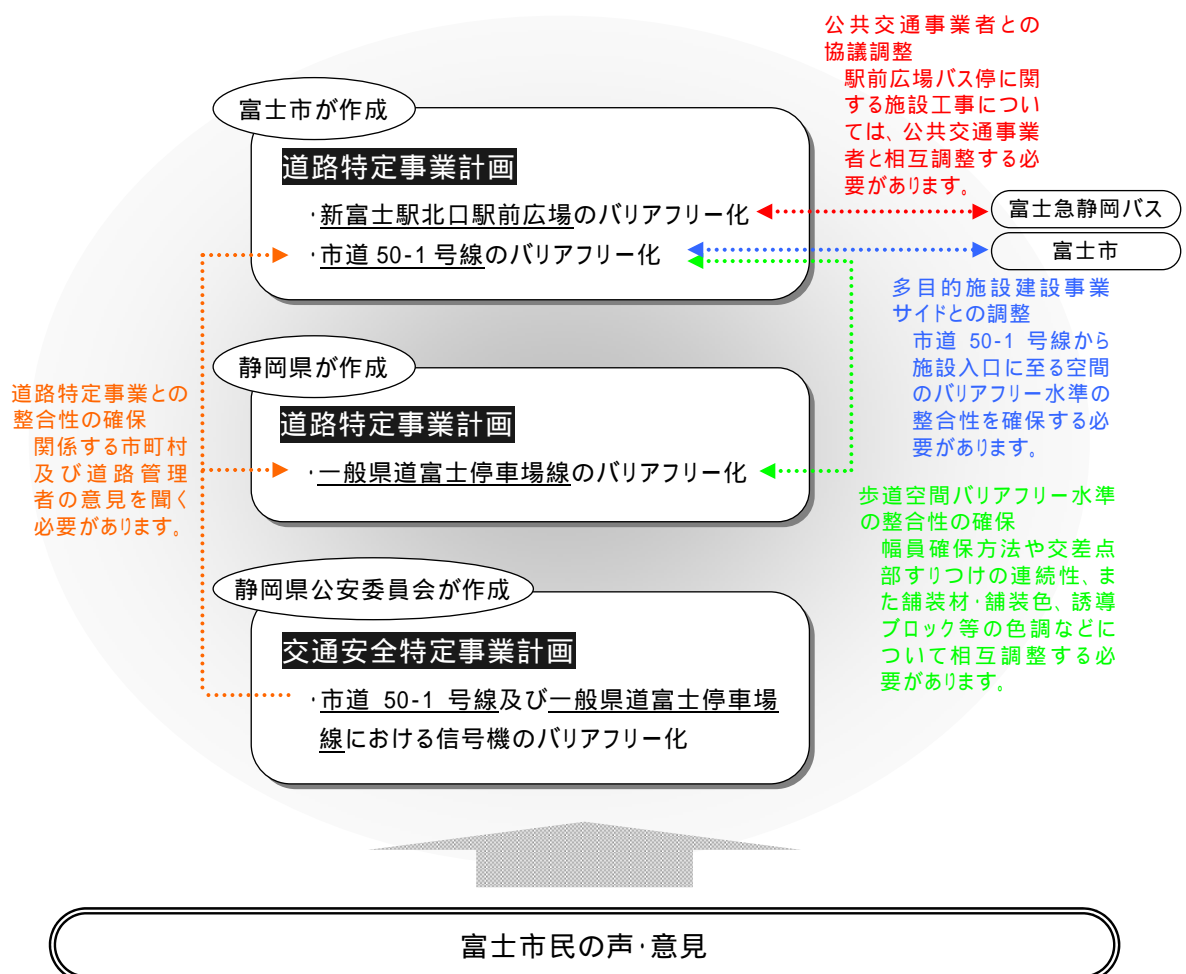 公共交通事業者との
協議調整
駅前広場バス停に関
する施設工事につい
ては、公共交通事業
者と相互調整する必
要があります。
富士市が作成
道路特定事業計画
・新富士駅北口駅前広場のバリアフリー化
・市道 50-1 号線のバリアフリー化
富士急静岡バス
富士市
多目的施設建設事業
サイドとの調整
市道 50-1 号線から
施設入口に至る空間
のバリアフリー水準の
整合性を確保する必
要があります。
静岡県が作成
道路特定事業計画
・一般県道富士停車場線のバリアフリー化
道路特定事業との
整合性の確保
関係する市町村
及び道路管理
者の意見を聞く
必要があります。
歩道空間バリアフリー水準
の整合性の確保
幅員確保方法や交差点
部すりつけの連続性、ま
た舗装材・舗装色、誘導
ブロック等の色調などに
ついて相互調整する必
要があります。
静岡県公安委員会が作成
交通安全特定事業計画
・市道 50-1 号線及び一般県道富士停車場
線における信号機のバリアフリー化
富士市民の声・意見